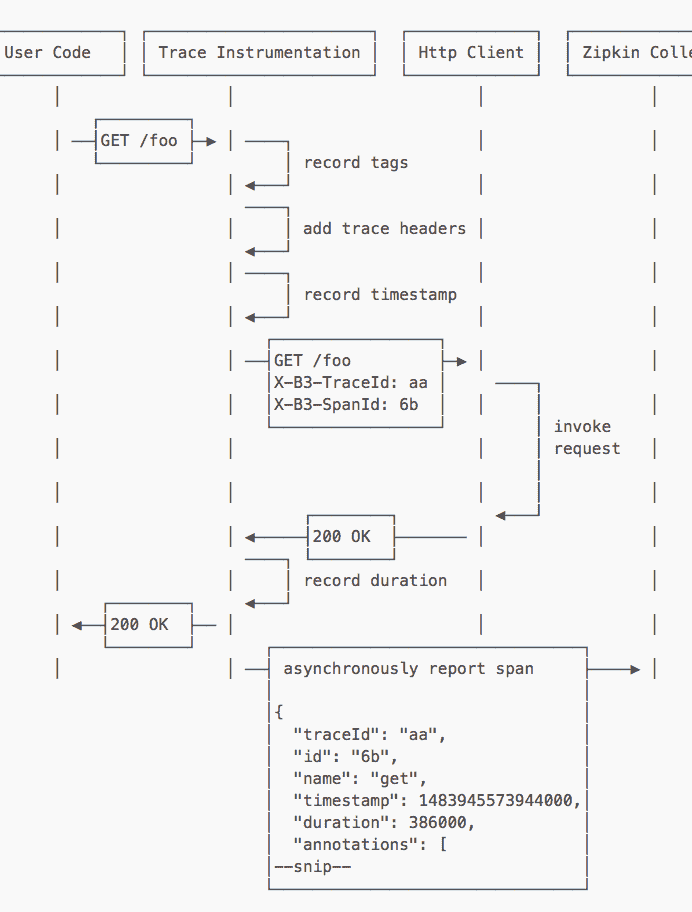 User Code Trace Instrumentation Http Client Zipkin Colle
GET /foo
record tags
add trace headers
record timestamp
GET /foo
X-B3-TraceId: aa
X-B3-SpanId: 6b
invoke
request
200 OK
record duration
200 OK
asynchronously report span
{
"traceId": "aa",
"id": "6b",
"name": "get",
"timestamp": 1483945573944000,
"duration": 386000,
"annotations": [
--snip--